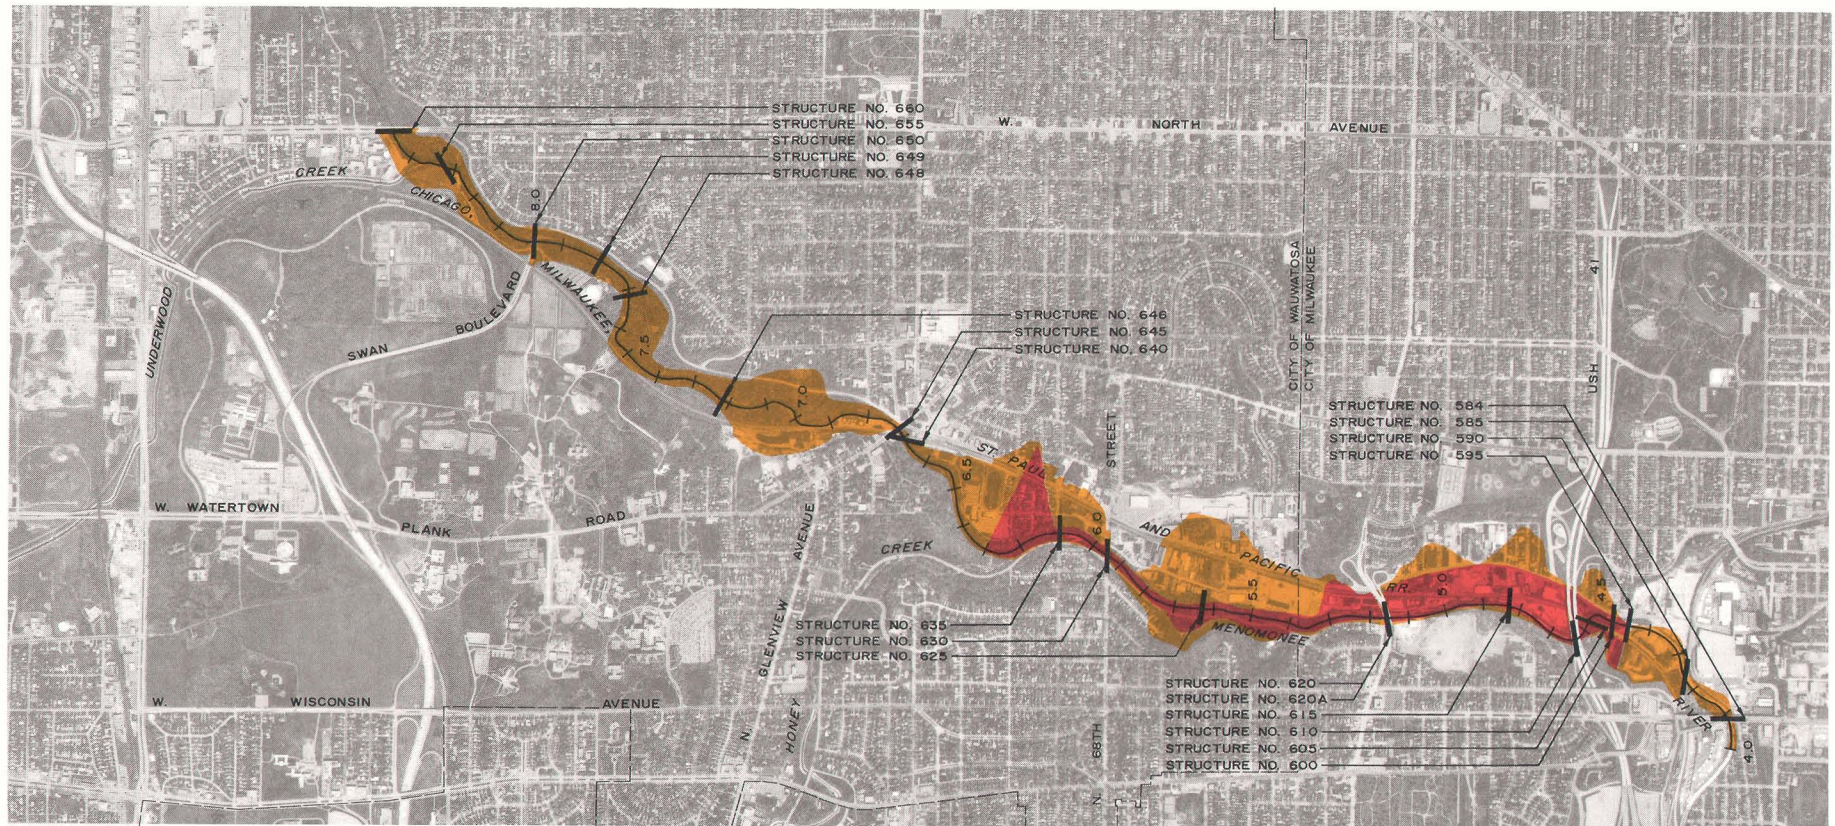 STRUCTURE NO. 660
STRUCTURE NO. 655
STRUCTURE NO. 650
STRUCTURE NO. 649
STRUCTURE NO. 648
W. NORTH AVENUE
CREEK
CHICAGO,
8.0
MILWAUKEE,
SWAN BOULEVARD
UNDERWOOD
7.5
STRUCTURE NO. 646
STRUCTURE NO. 645
STRUCTURE NO. 640
7.0
CITY OF WAUWATOSA
CITY OF MILWAUKEE
USH 41
STRUCTURE NO. 584
STRUCTURE NO. 585
STRUCTURE NO. 590
STRUCTURE NO 595
ST. PAUL
6.5
6.0
AND PACIFIC RR.
W. WATERTOWN PLANK ROAD
N. GLENVIEW AVENUE
HONEY CREEK
N. 68TH STREET
5.5
5.0
4.5
MENOMONEE RIVER
STRUCTURE NO. 635
STRUCTURE NO. 630
STRUCTURE NO. 625
STRUCTURE NO. 620
STRUCTURE NO. 620A
STRUCTURE NO. 615
STRUCTURE NO. 610
STRUCTURE NO. 605
STRUCTURE NO. 600
W. WISCONSIN AVENUE
4.0